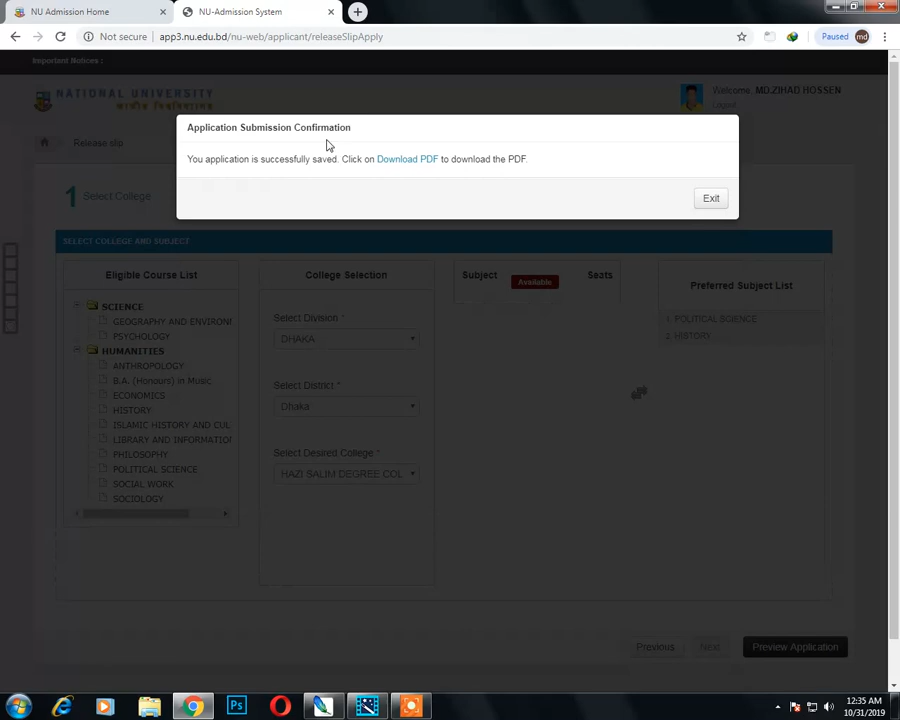 NU Admission Home
NU-Admission System
Not secure
app3.nu.edu.bd/nu-web/applicant/releaseSlipApply
Paused
md
Important Notices :
NATIONAL UNIVERSITY
জাতীয় বিশ্ববিদ্যালয়
Welcome, MD.ZIHAD HOSSEN
Logout
Release slip
Application Submission Confirmation
You application is successfully saved. Click on Download PDF to download the PDF.
Exit
1 Select College
SELECT COLLEGE AND SUBJECT
Eligible Course List
SCIENCE
GEOGRAPHY AND ENVIRON
PSYCHOLOGY
HUMANITIES
ANTHROPOLOGY
B.A. (Honours) in Music
ECONOMICS
HISTORY
ISLAMIC HISTORY AND CUL
LIBRARY AND INFORMATION
PHILOSOPHY
POLITICAL SCIENCE
SOCIAL WORK
SOCIOLOGY
College Selection
Select Division *
DHAKA
Select District *
Dhaka
Select Desired College *
HAZI SALIM DEGREE COL
Subject
Available
Seats
Preferred Subject List
1. POLITICAL SCIENCE
2. HISTORY
Previous
Next
Preview Application
Ps
12:35 AM
10/31/2019